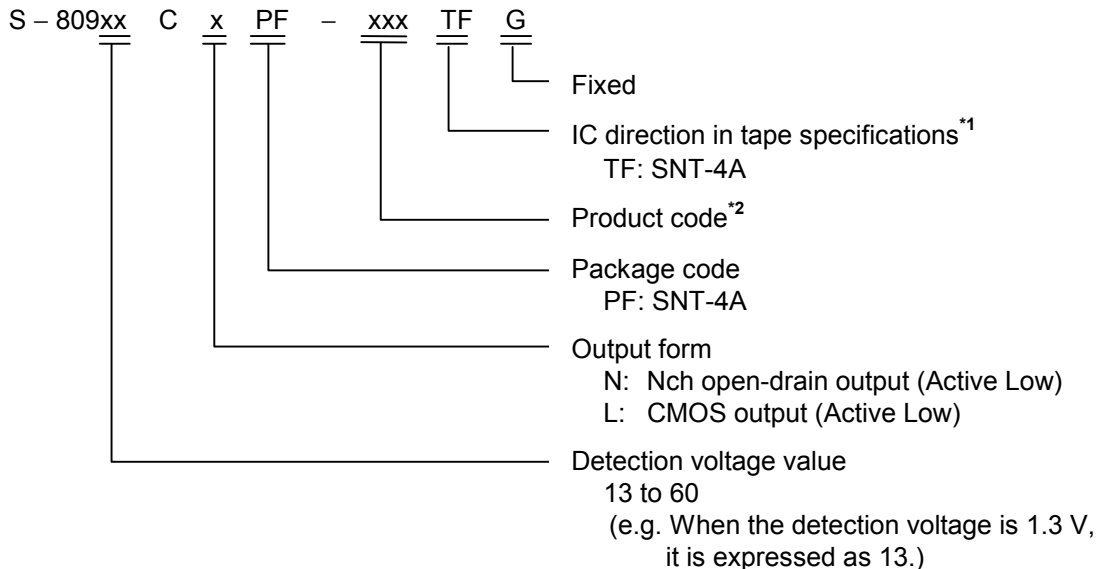 S – 809xx C x PF – xxx TF G
Fixed
IC direction in tape specifications*1
TF: SNT-4A
Product code*2
Package code
PF: SNT-4A
Output form
N: Nch open-drain output (Active Low)
L: CMOS output (Active Low)
Detection voltage value
13 to 60
(e.g. When the detection voltage is 1.3 V,
it is expressed as 13.)